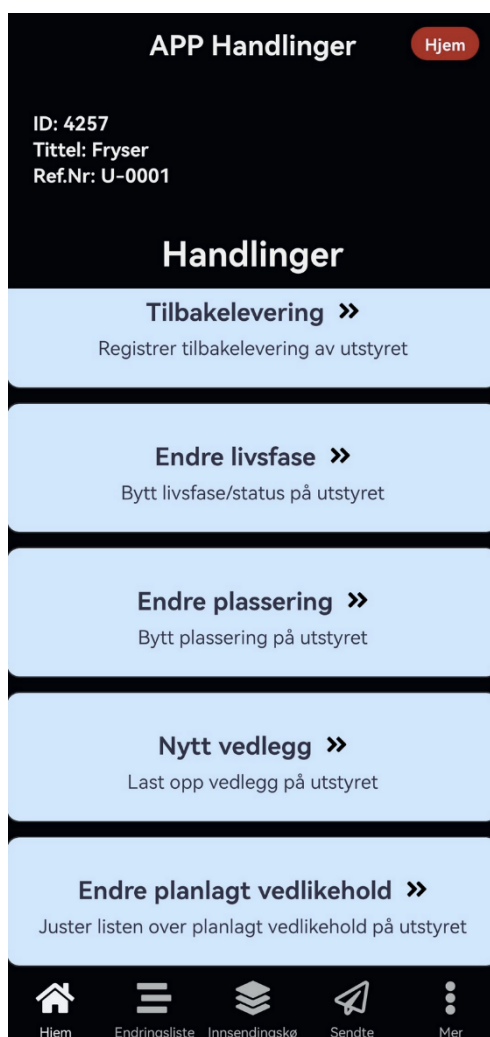 APP Handlinger
Hjem
ID: 4257
Tittel: Fryser
Ref.Nr: U-0001
Handlinger
Tilbakelevering »
Registrer tilbakelevering av utstyret
Endre livsfase »
Bytt livsfase/status på utstyret
Endre plassering »
Bytt plassering på utstyret
Nytt vedlegg »
Last opp vedlegg på utstyret
Endre planlagt vedlikehold »
Juster listen over planlagt vedlikehold på utstyret
Hjem Endringsliste Innsendingskø Sendte Mer